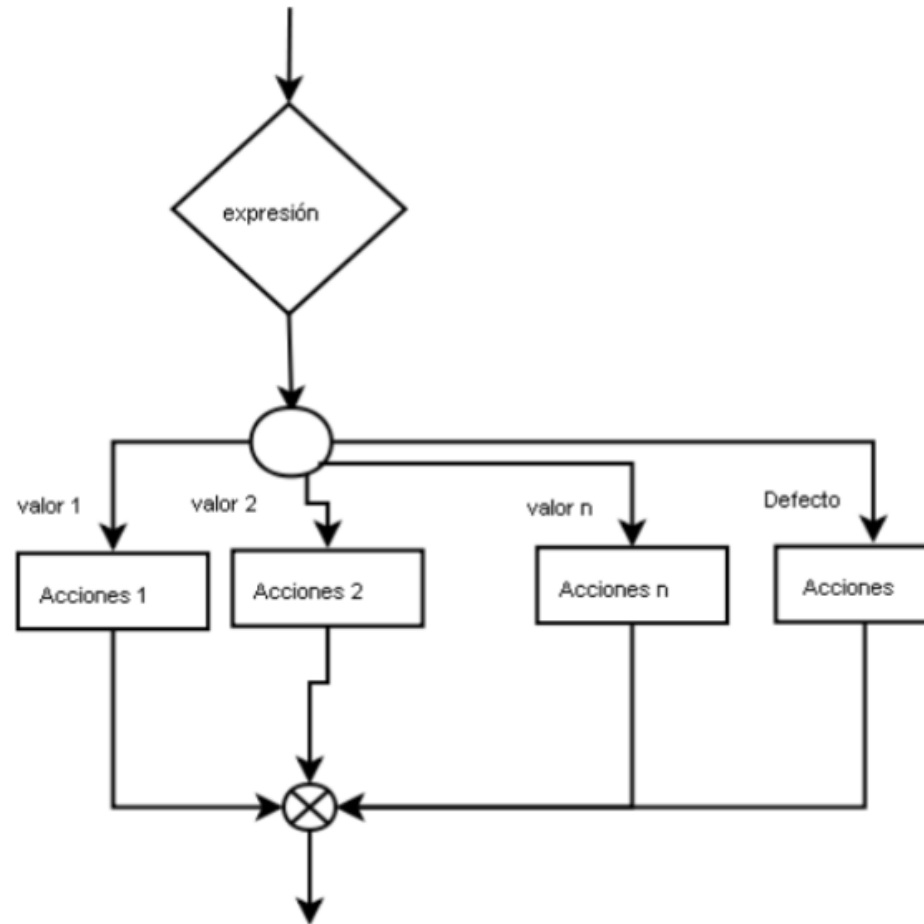 expresión
valor 1
valor 2
valor n
Defecto
Acciones 1
Acciones 2
Acciones n
Acciones